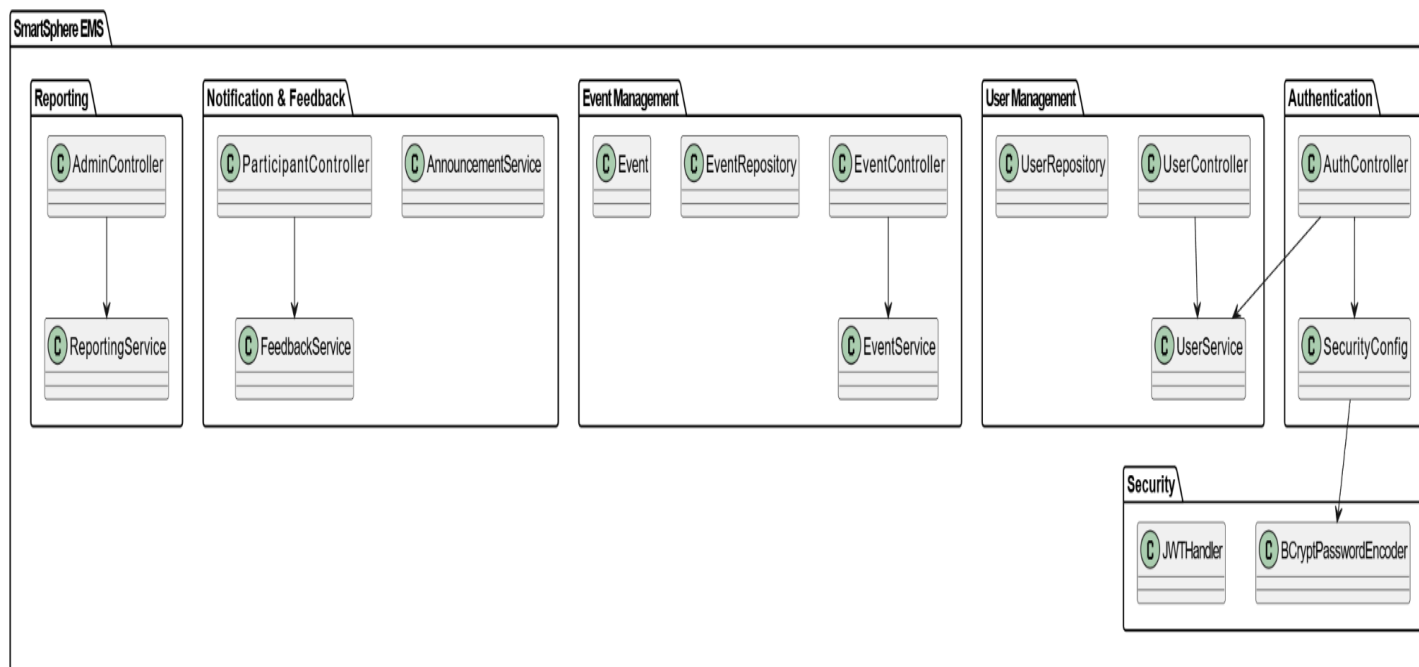 SmartSphere EMS
Reporting
Notification & Feedback
Event Management
User Management
Authentication
C AdminController
C ParticipantController
C AnnouncementService
C Event
C EventRepository
C EventController
C UserRepository
C UserController
C AuthController
C ReportingService
C FeedbackService
C EventService
C UserService
C SecurityConfig
Security
C JWTHandler
C BCryptPasswordEncoder